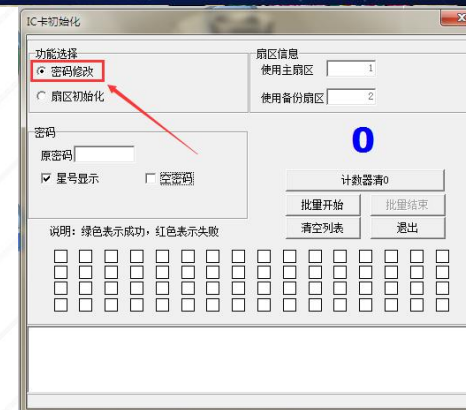 IC卡初始化
功能选择
密码修改
扇区初始化
扇区信息
使用主扇区 1
使用备份扇区 2
密码
原密码
星号显示 空密码
0
计数器清0
批量开始 批量结束
清空列表 退出
说明：绿色表示成功，红色表示失败